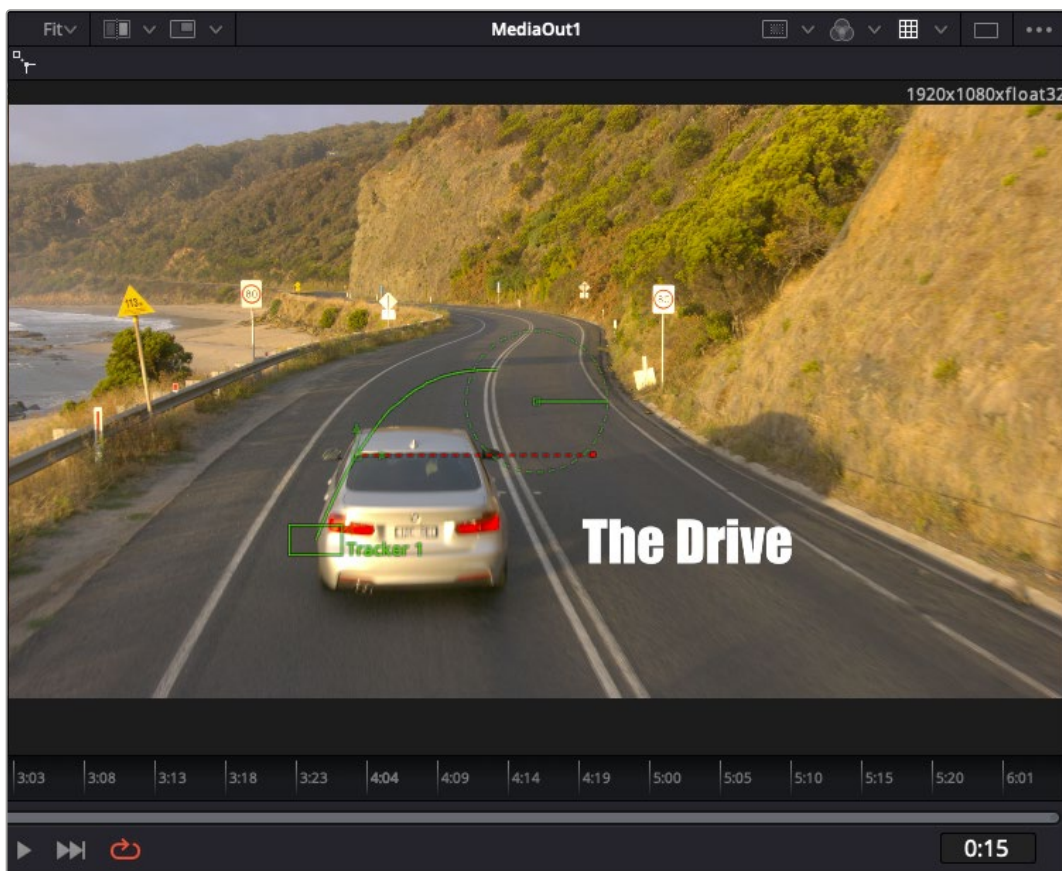 Fit MediaOut1
1920x1080xfloat32
80
80
Tracker 1
The Drive
3:03 3:08 3:13 3:18 3:23 4:04 4:09 4:14 4:19 5:00 5:05 5:10 5:15 5:20 6:01
0:15